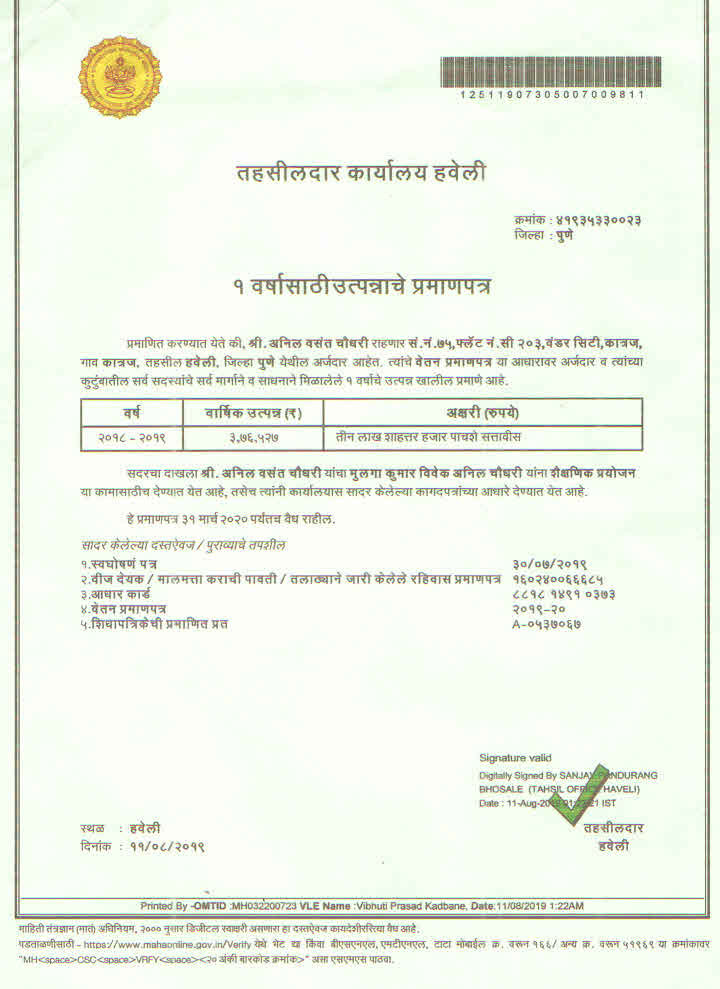 12511907305007009811
तहसीलदार कार्यालय हवेली
क्रमांक : ४१९३५३३००२३
जिल्हा : पुणे
१ वर्षासाठी उत्पन्नाचे प्रमाणपत्र
प्रमाणित करण्यात येते की, श्री. अनिल वसंत चौधरी राहणार सं.नं.७५,फ्लॅट नं.सी २०३,वंडर सिटी,कात्रज,
गाव कात्रज, तहसील हवेली, जिल्हा पुणे येथील अर्जदार आहेत. त्यांचे वेतन प्रमाणपत्र या आधारावर अर्जदार व त्यांच्या
कुटुंबातील सर्व सदस्यांचे सर्व मार्गाने व साधनाने मिळालेले १ वर्षाचे उत्पन्न खालील प्रमाणे आहे.
वर्ष वार्षिक उत्पन्न (₹) अक्षरी (रुपये)
२०१८ - २०१९ ३,७६,५२७ तीन लाख शाहत्तर हजार पाचशे सत्तावीस
सदरचा दाखला श्री. अनिल वसंत चौधरी यांचा मुलगा कुमार विवेक अनिल चौधरी यांना शैक्षणिक प्रयोजन
या कामासाठीच देण्यात येत आहे, तसेच त्यांनी कार्यालयास सादर केलेल्या कागदपत्रांच्या आधारे देण्यात येत आहे.
हे प्रमाणपत्र ३१ मार्च २०२० पर्यंतच वैध राहील.
सादर केलेल्या दस्तऐवज / पुराव्याचे तपशील
१.स्वघोषणं पत्र ३०/०७/२०१९
२.वीज देयक / मालमत्ता कराची पावती / तलाठ्याने जारी केलेले रहिवास प्रमाणपत्र १६०२४००६६६८५
३.आधार कार्ड ८८१८ १४९१ ०३७३
४.वेतन प्रमाणपत्र २०१९-२०
५.शिधापत्रिकेची प्रमाणित प्रत A-०५३७०६७
Signature valid
Digitally Signed By SANJAY PANDURANG
BHOSALE (TAHSIL OFFICE HAVELI)
Date : 11-Aug-2019 01:22:21 IST
स्थळ : हवेली तहसीलदार
दिनांक : ११/०८/२०१९ हवेली
Printed By -OMTID :MH032200723 VLE Name :Vibhuti Prasad Kadbane, Date:11/08/2019 1:22AM
माहिती तंत्रज्ञान (मातं) अधिनियम, २००० नुसार डिजीटल स्वाक्षरी असणारा हा दस्तऐवज कायदेशीररित्या वैध आहे.
पडताळणीसाठी - https://www.mahaonline.gov.in/Verify येथे भेट द्या किंवा बीएसएनएल, एमटीएनएल, टाटा मोबाईल क्र. वरून १६६/ अन्य क्र. वरून ५१९६९ या क्रमांकावर
"MH<space>CSC<space>VRFY<space><२० अंकी बारकोड क्रमांक>" असा एसएमएस पाठवा.